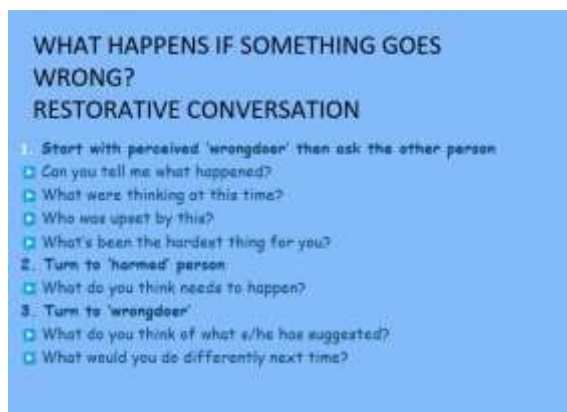 WHAT HAPPENS IF SOMETHING GOES
WRONG?
RESTORATIVE CONVERSATION
1. Start with perceived 'wrongdoer' then ask the other person
Can you tell me what happened?
What were thinking at this time?
Who was upset by this?
What's been the hardest thing for you?
2. Turn to 'harmed' person
What do you think needs to happen?
3. Turn to 'wrongdoer'
What do you think of what s/he has suggested?
What would you do differently next time?